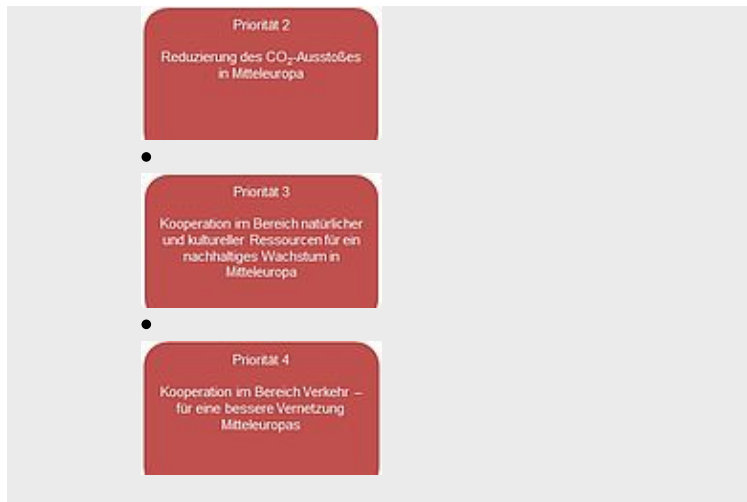 Priorität 2
Reduzierung des CO₂-Ausstoßes
in Mitteleuropa
Priorität 3
Kooperation im Bereich natürlicher
und kultureller Ressourcen für ein
nachhaltiges Wachstum in
Mitteleuropa
Priorität 4
Kooperation im Bereich Verkehr –
für eine bessere Vernetzung
Mitteleuropas